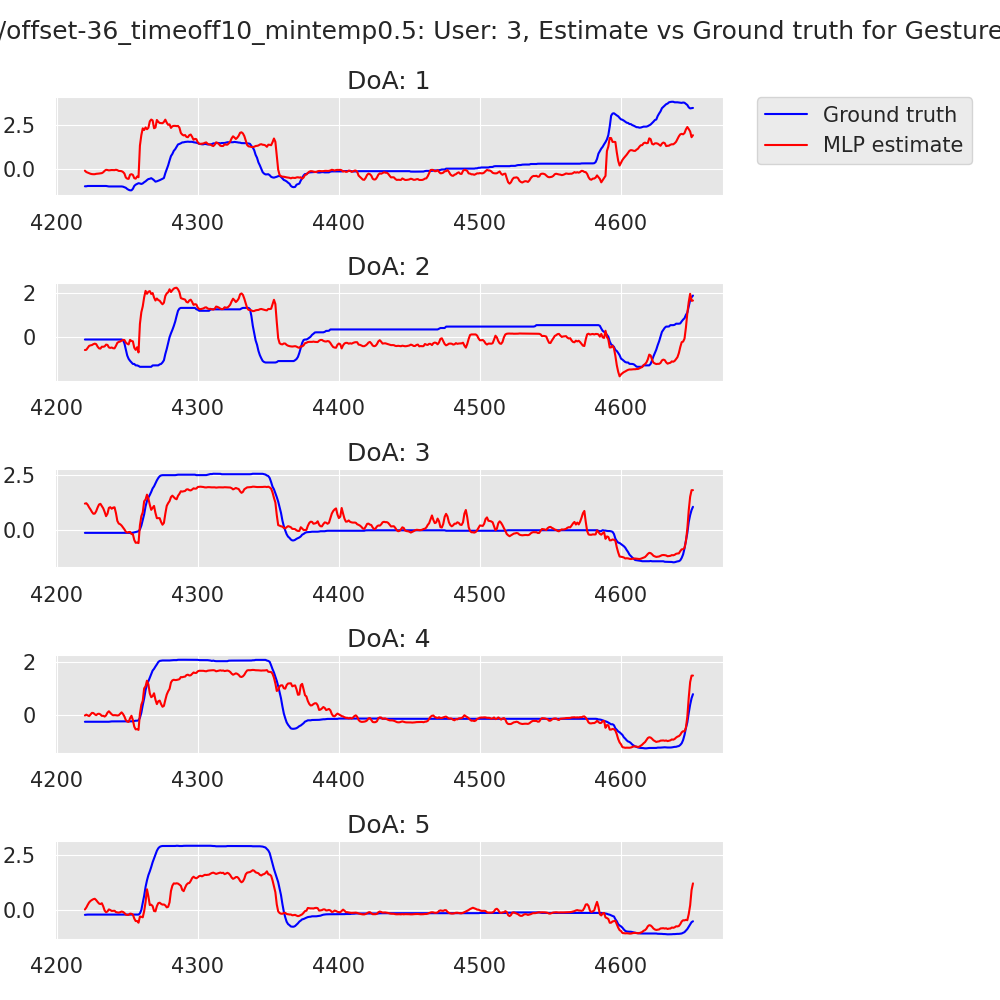 /offset-36_timeoff10_mintemp0.5: User: 3, Estimate vs Ground truth for Gesture
DoA: 1
Ground truth
MLP estimate
2.5
0.0
4200 4300 4400 4500 4600
DoA: 2
2
0
4200 4300 4400 4500 4600
DoA: 3
2.5
0.0
4200 4300 4400 4500 4600
DoA: 4
2
0
4200 4300 4400 4500 4600
DoA: 5
2.5
0.0
4200 4300 4400 4500 4600